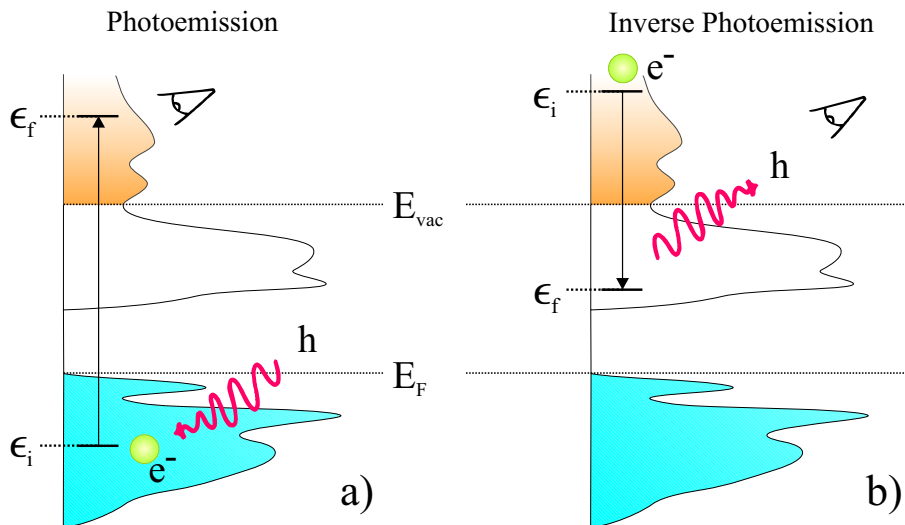 Photoemission
Inverse Photoemission
e-
ϵf
ϵi
h
Evac
ϵf
h
EF
ϵi
e-
a)
b)